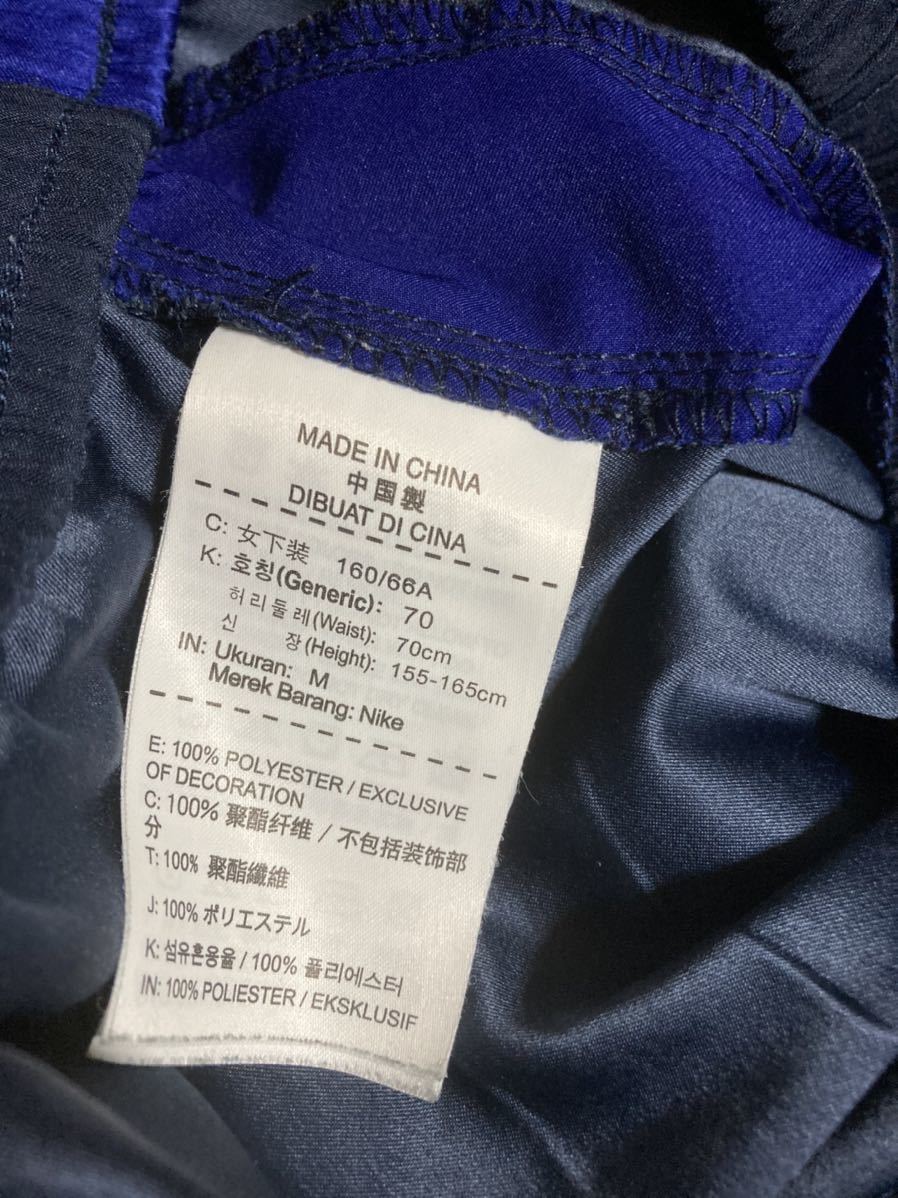 MADE IN CHINA
中国製
DIBUAT DI CINA
C: 女下装 160/66A
K: 호칭(Generic): 70
허리둘레(Waist): 70cm
신 장(Height): 155-165cm
IN: Ukuran: M
Merek Barang: Nike
E: 100% POLYESTER / EXCLUSIVE
OF DECORATION
C: 100% 聚酯纤维 / 不包括装饰部
分
T: 100% 聚酯纖維
J: 100% ポリエステル
K: 섬유혼용율 / 100% 폴리에스터
IN: 100% POLIESTER / EKSKLUSIF